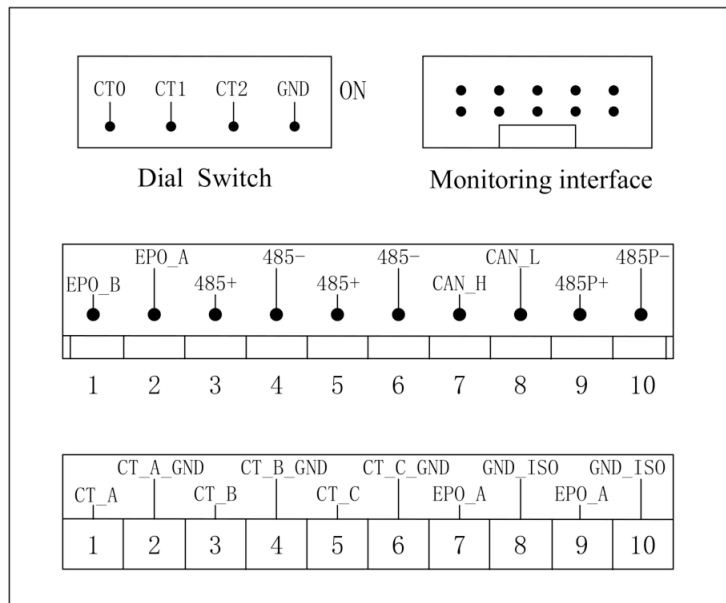 CT0 CT1 CT2 GND ON
Dial Switch
Monitoring interface
EPO_A 485- 485- CAN_L 485P-
EPO_B 485+ 485+ CAN_H 485P+
1 2 3 4 5 6 7 8 9 10
CT_A_GND CT_B_GND CT_C_GND GND_ISO GND_ISO
CT_A CT_B CT_C EPO_A EPO_A
1 2 3 4 5 6 7 8 9 10